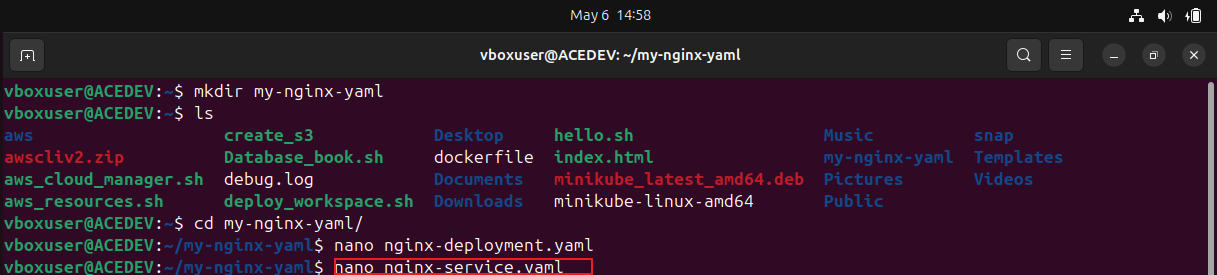 May 6 14:58
vboxuser@ACEDEV: ~/my-nginx-yaml
vboxuser@ACEDEV:~$ mkdir my-nginx-yaml
vboxuser@ACEDEV:~$ ls
aws create_s3 Desktop hello.sh Music snap
awscliv2.zip Database_book.sh dockerfile index.html my-nginx-yaml Templates
aws_cloud_manager.sh debug.log Documents minikube_latest_amd64.deb Pictures Videos
aws_resources.sh deploy_workspace.sh Downloads minikube-linux-amd64 Public
vboxuser@ACEDEV:~$ cd my-nginx-yaml/
vboxuser@ACEDEV:~/my-nginx-yaml$ nano nginx-deployment.yaml
vboxuser@ACEDEV:~/my-nginx-yaml$ nano nginx-service.yaml